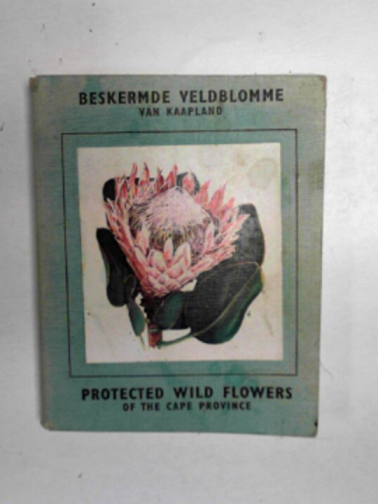 BESKERMDE VELDBLOMME
VAN KAAPLAND
PROTECTED WILD FLOWERS
OF THE CAPE PROVINCE